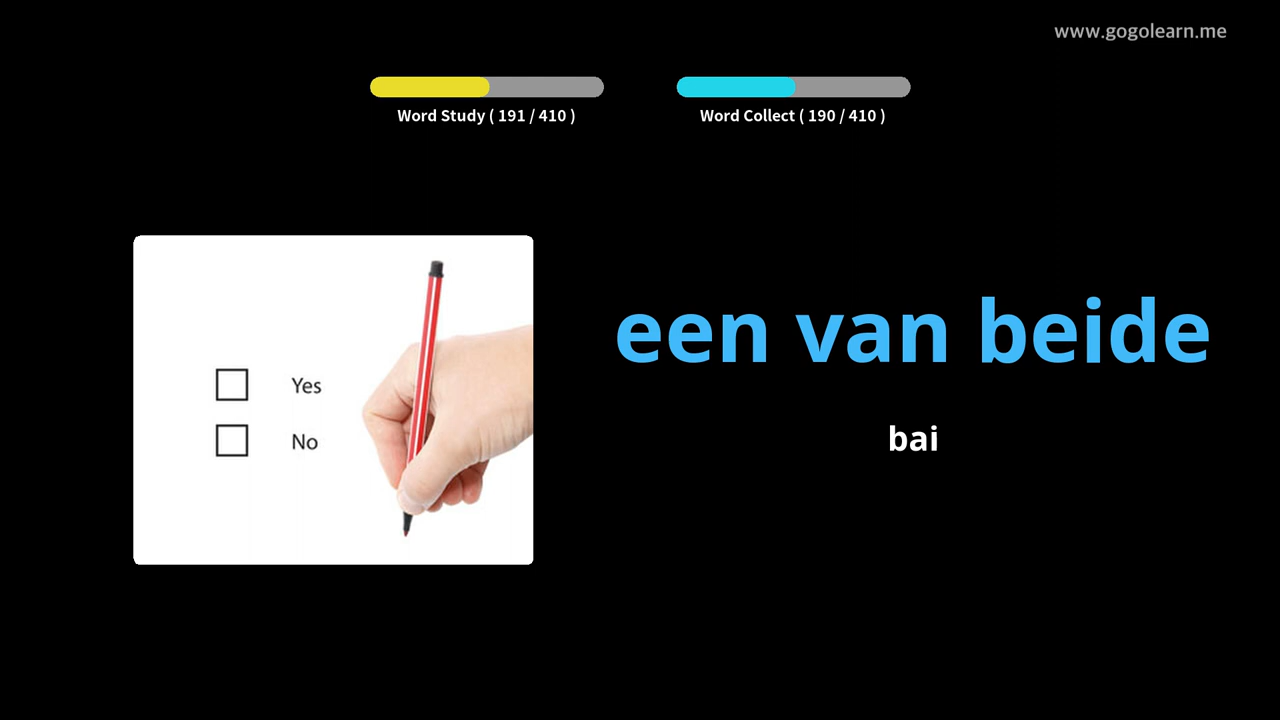 www.gogolearn.me
Word Study ( 191 / 410 )
Word Collect ( 190 / 410 )
Yes
No
een van beide
bai